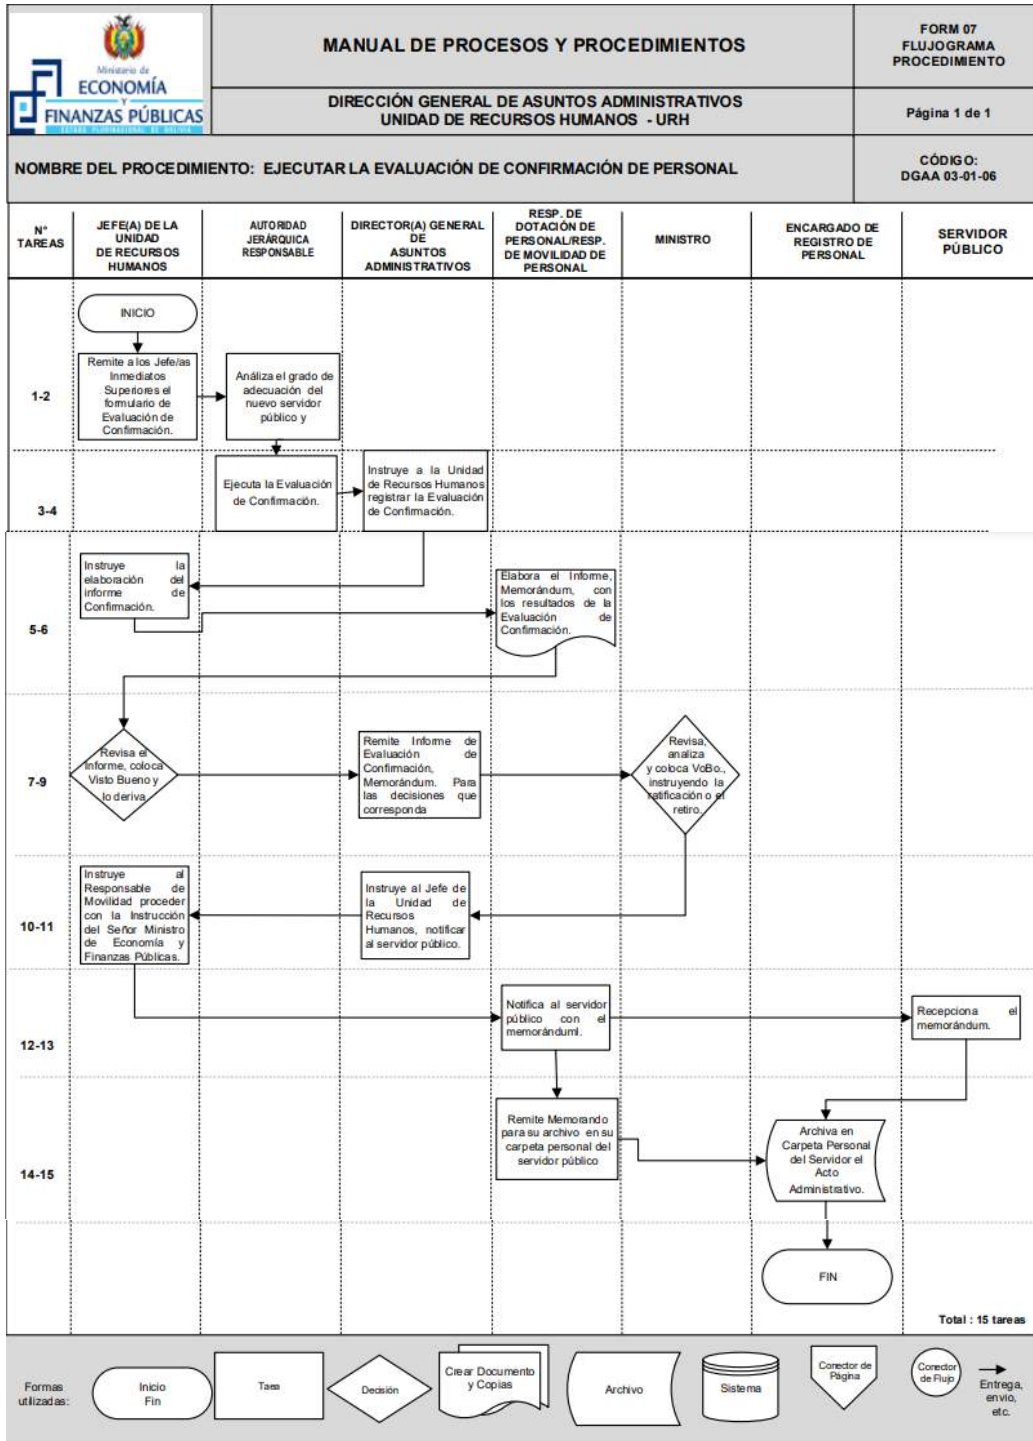 Ministerio de
ECONOMÍA
Y
FINANZAS PÚBLICAS
ESTADO PLURINACIONAL DE BOLIVIA
MANUAL DE PROCESOS Y PROCEDIMIENTOS
FORM 07
FLUJOGRAMA
PROCEDIMIENTO
DIRECCIÓN GENERAL DE ASUNTOS ADMINISTRATIVOS
UNIDAD DE RECURSOS HUMANOS - URH
Página 1 de 1
NOMBRE DEL PROCEDIMIENTO: EJECUTAR LA EVALUACIÓN DE CONFIRMACIÓN DE PERSONAL
CÓDIGO:
DGAA 03-01-06
N°
TAREAS
JEFE(A) DE LA
UNIDAD
DE RECURSOS
HUMANOS
AUTORIDAD
JERÁRQUICA
RESPONSABLE
DIRECTOR(A) GENERAL
DE
ASUNTOS
ADMINISTRATIVOS
RESP. DE
DOTACIÓN DE
PERSONAL/RESP.
DE MOVILIDAD DE
PERSONAL
MINISTRO
ENCARGADO DE
REGISTRO DE
PERSONAL
SERVIDOR
PÚBLICO
INICIO
1-2
Remite a los Jefe/as
Inmediatos
Superiores el
formulario de
Evaluación de
Confirmación.
Análiza el grado de
adecuación del
nuevo servidor
público y
3-4
Ejecuta la Evaluación
de Confirmación.
Instruye a la Unidad
de Recursos Humanos
registrar la Evaluación
de Confirmación.
5-6
Instruye la
elaboración del
informe de
Confirmación.
Elabora el Informe,
Memorándum, con
los resultados de la
Evaluación de
Confirmación.
7-9
Revisa el
Informe, coloca
Visto Bueno y
lo deriva
Remite Informe de
Evaluación de
Confirmación,
Memorándum. Para
las decisiones que
corresponda
Revisa,
analiza
y coloca VoBo.,
instruyendo la
ratificación o el
retiro.
10-11
Instruye al
Responsable de
Movilidad proceder
con la Instrucción
del Señor Ministro
de Economía y
Finanzas Públicas.
Instruye al Jefe de
la Unidad de
Recursos
Humanos, notificar
al servidor público.
12-13
Notifica al servidor
público con el
memoránduml.
Recepciona el
memorándum.
14-15
Remite Memorando
para su archivo en su
carpeta personal del
servidor público
Archiva en
Carpeta Personal
del Servidor el
Acto
Administrativo.
FIN
Total : 15 tareas
Formas
utilizadas:
Inicio
Fin
Tarea
Decisión
Crear Documento
y Copias
Archivo
Sistema
Conector de
Página
Conector
de Flujo
Entrega,
envio,
etc.